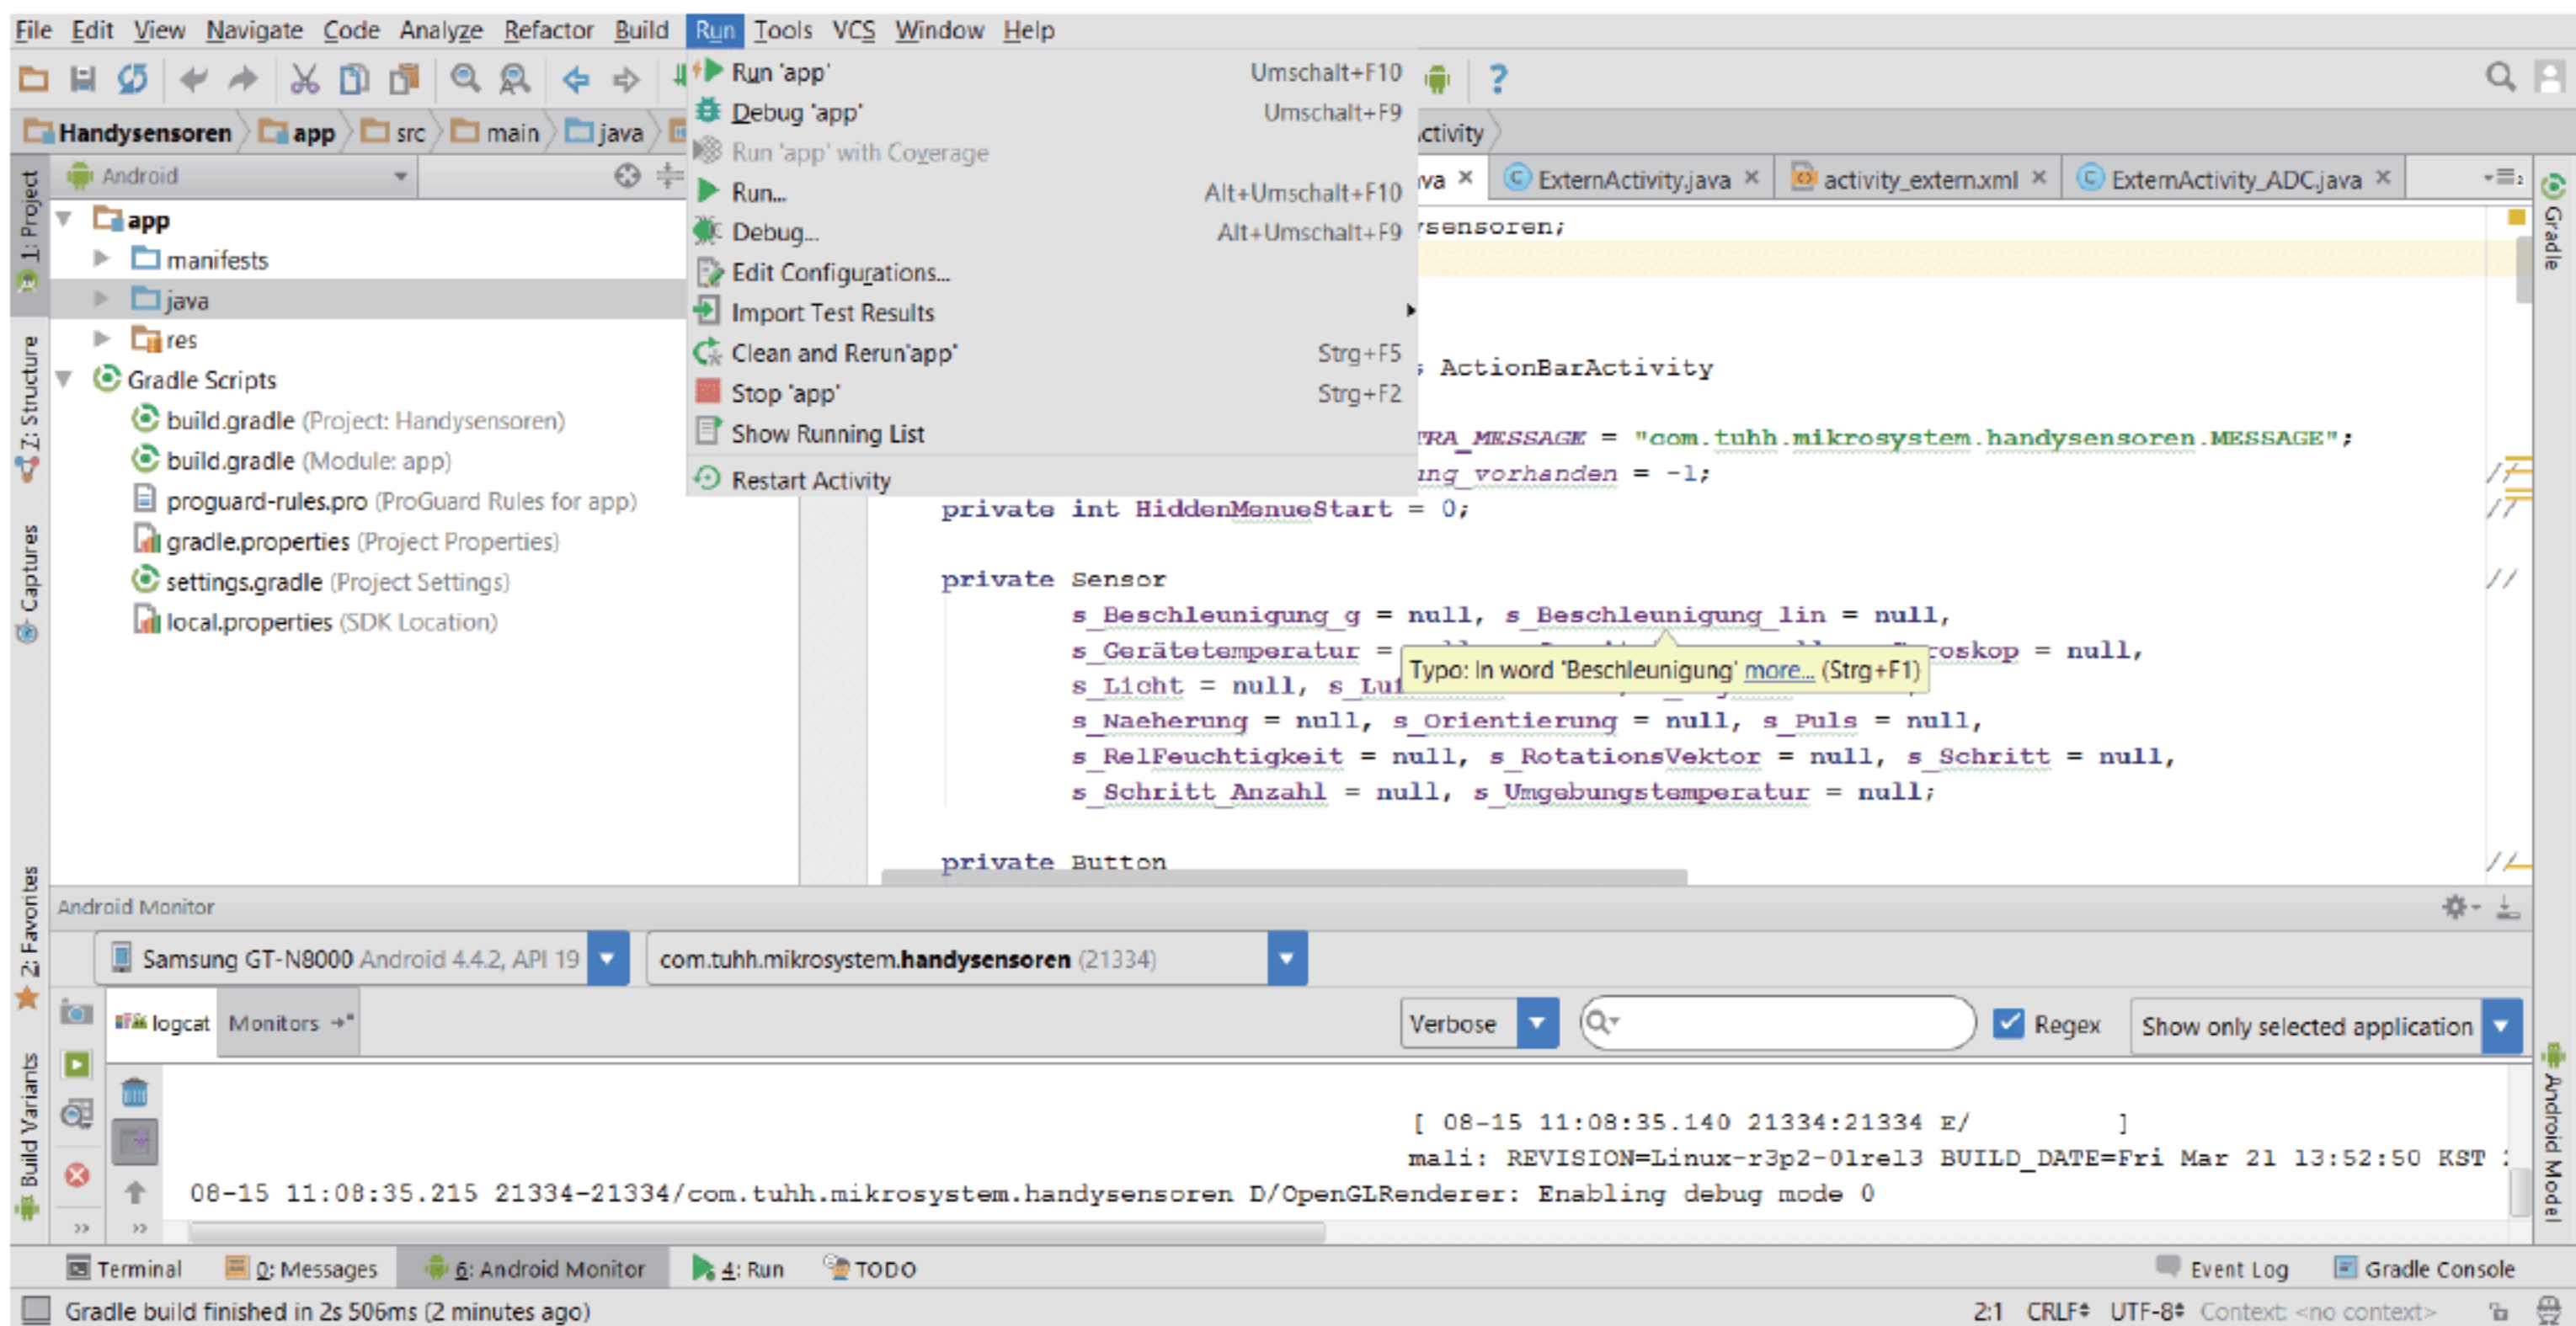 File Edit View Navigate Code Analyze Refactor Build Run Tools VCS Window Help
Handysensoren app src main java ctivity
Android
va ExternActivity.java activity_extern.xml ExternActivity_ADC.java
1: Project
Z: Structure
Captures
2: Favorites
Build Variants
app
manifests
java
res
Gradle Scripts
build.gradle (Project: Handysensoren)
build.gradle (Module: app)
proguard-rules.pro (ProGuard Rules for app)
gradle.properties (Project Properties)
settings.gradle (Project Settings)
local.properties (SDK Location)
Run 'app' Umschalt+F10
Debug 'app' Umschalt+F9
Run 'app' with Coverage
Run... Alt+Umschalt+F10
Debug... Alt+Umschalt+F9
Edit Configurations...
Import Test Results
Clean and Rerun'app' Strg+F5
Stop 'app' Strg+F2
Show Running List
Restart Activity
ysensoren;
s ActionBarActivity
TRA_MESSAGE = "com.tuhh.mikrosystem.handysensoren.MESSAGE";
ung_vorhanden = -1; //
private int HiddenMenueStart = 0; //
private Sensor //
s_Beschleunigung_g = null, s_Beschleunigung_lin = null,
s_Gerätetemperatur = roskop = null,
Typo: In word 'Beschleunigung' more... (Strg+F1)
s_Licht = null, s_Luf
s_Naeherung = null, s_Orientierung = null, s_Puls = null,
s_RelFeuchtigkeit = null, s_RotationsVektor = null, s_Schritt = null,
s_Schritt_Anzahl = null, s_Umgebungstemperatur = null;
private Button //
Gradle
Android Model
Android Monitor
Samsung GT-N8000 Android 4.4.2, API 19 com.tuhh.mikrosystem.handysensoren (21334)
logcat Monitors Verbose Regex Show only selected application
[ 08-15 11:08:35.140 21334:21334 E/ ]
mali: REVISION=Linux-r3p2-01rel3 BUILD_DATE=Fri Mar 21 13:52:50 KST
08-15 11:08:35.215 21334-21334/com.tuhh.mikrosystem.handysensoren D/OpenGLRenderer: Enabling debug mode 0
Terminal 0: Messages 6: Android Monitor 4: Run TODO Event Log Gradle Console
Gradle build finished in 2s 506ms (2 minutes ago) 2:1 CRLF UTF-8 Context: <no context>